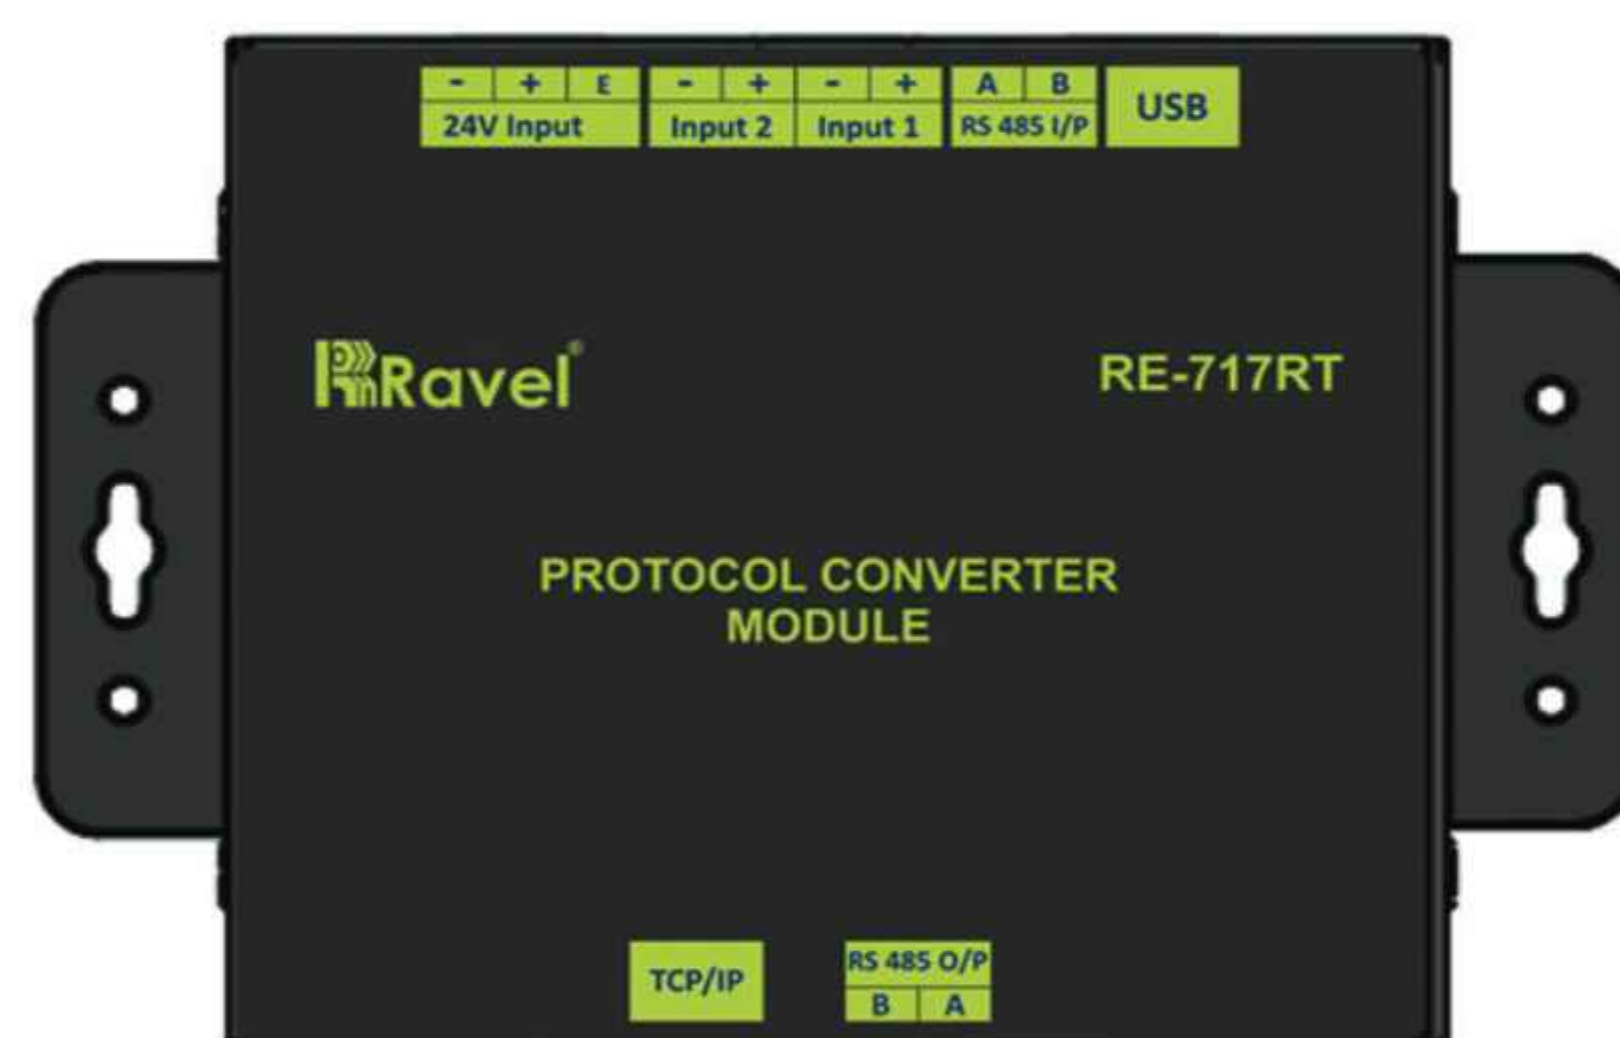 - + E - + - + A B USB
24V Input Input 2 Input 1 RS 485 I/P
Ravel® RE-717RT
PROTOCOL CONVERTER
MODULE
TCP/IP RS 485 O/P
B A